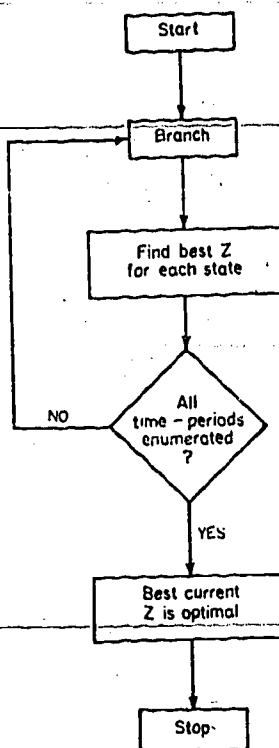 Start
Branch
Find best Z
for each state
All
time - periods
enumerated
?
NO
YES
Best current
Z is optimal
Stop